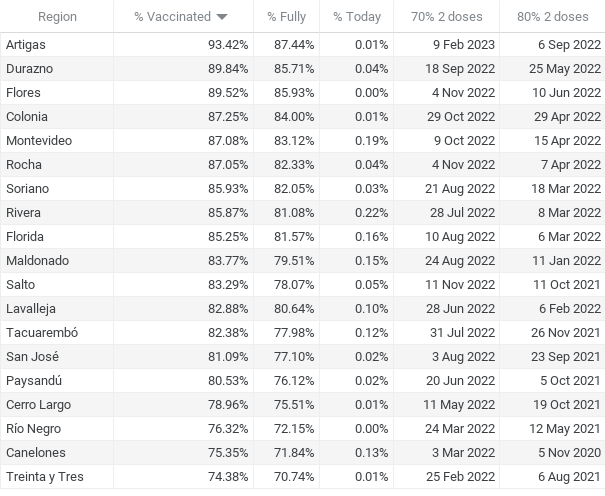 Region % Vaccinated % Fully % Today 70% 2 doses 80% 2 doses
Artigas 93.42% 87.44% 0.01% 9 Feb 2023 6 Sep 2022
Durazno 89.84% 85.71% 0.04% 18 Sep 2022 25 May 2022
Flores 89.52% 85.93% 0.00% 4 Nov 2022 10 Jun 2022
Colonia 87.25% 84.00% 0.01% 29 Oct 2022 29 Apr 2022
Montevideo 87.08% 83.12% 0.19% 9 Oct 2022 15 Apr 2022
Rocha 87.05% 82.33% 0.04% 4 Nov 2022 7 Apr 2022
Soriano 85.93% 82.05% 0.03% 21 Aug 2022 18 Mar 2022
Rivera 85.87% 81.08% 0.22% 28 Jul 2022 8 Mar 2022
Florida 85.25% 81.57% 0.16% 10 Aug 2022 6 Mar 2022
Maldonado 83.77% 79.51% 0.15% 24 Aug 2022 11 Jan 2022
Salto 83.29% 78.07% 0.05% 11 Nov 2022 11 Oct 2021
Lavalleja 82.88% 80.64% 0.10% 28 Jun 2022 6 Feb 2022
Tacuarembó 82.38% 77.98% 0.12% 31 Jul 2022 26 Nov 2021
San José 81.09% 77.10% 0.02% 3 Aug 2022 23 Sep 2021
Paysandú 80.53% 76.12% 0.02% 20 Jun 2022 5 Oct 2021
Cerro Largo 78.96% 75.51% 0.01% 11 May 2022 19 Oct 2021
Río Negro 76.32% 72.15% 0.00% 24 Mar 2022 12 May 2021
Canelones 75.35% 71.84% 0.13% 3 Mar 2022 5 Nov 2020
Treinta y Tres 74.38% 70.74% 0.01% 25 Feb 2022 6 Aug 2021